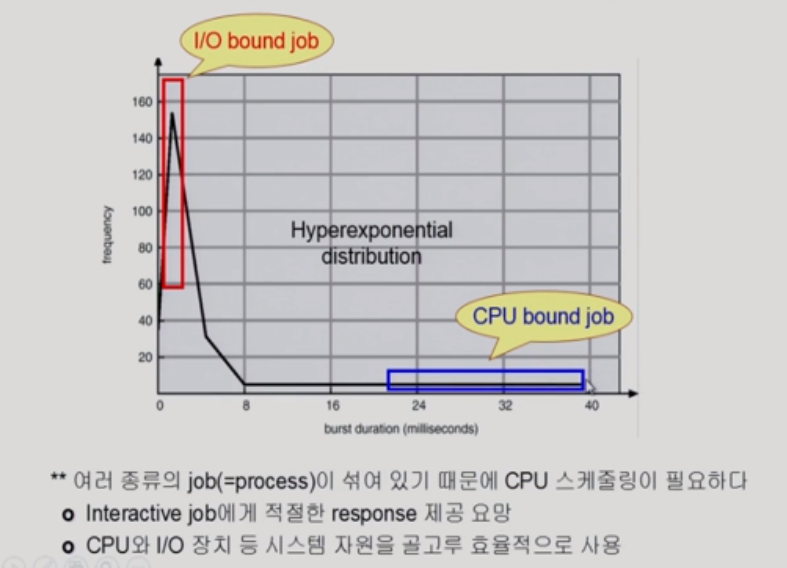 I/O bound job
160
140
120
100
80
60
40
20
frequency
Hyperexponential
distribution
CPU bound job
0 8 16 24 32 40
burst duration (milliseconds)
** 여러 종류의 job(=process)이 섞여 있기 때문에 CPU 스케줄링이 필요하다
o Interactive job에게 적절한 response 제공 요망
o CPU와 I/O 장치 등 시스템 자원을 골고루 효율적으로 사용